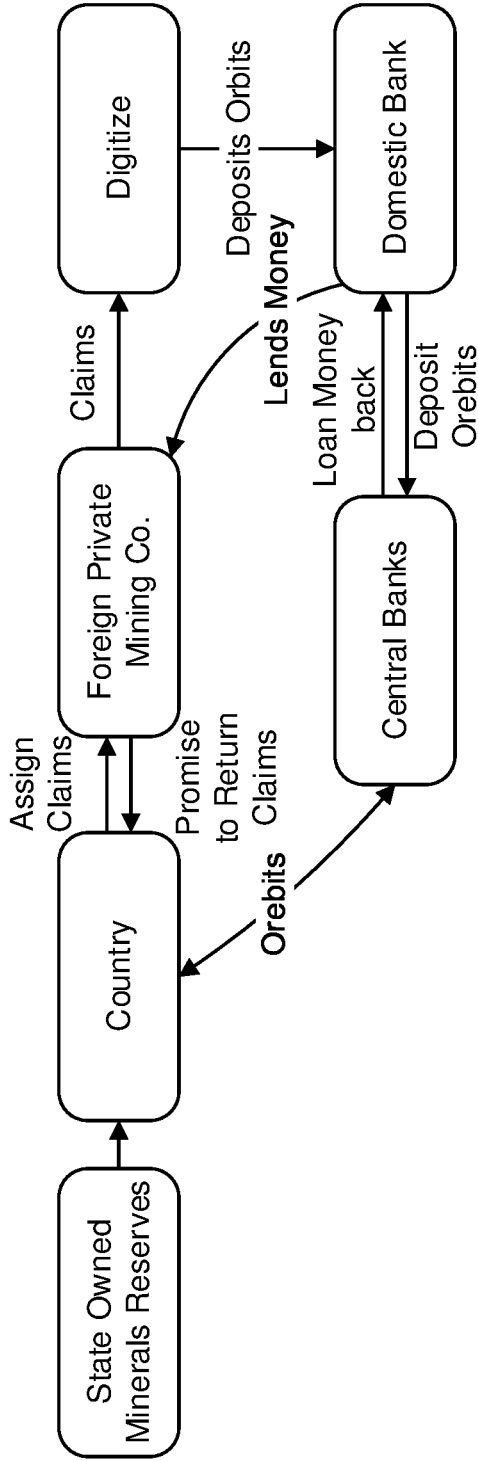 State Owned
Minerals Reserves
Country
Assign
Claims
Promise
to Return
Claims
Foreign Private
Mining Co.
Claims
Digitize
Deposits Orbits
Lends Money
Orebits
Central Banks
Loan Money
back
Deposit
Orebits
Domestic Bank